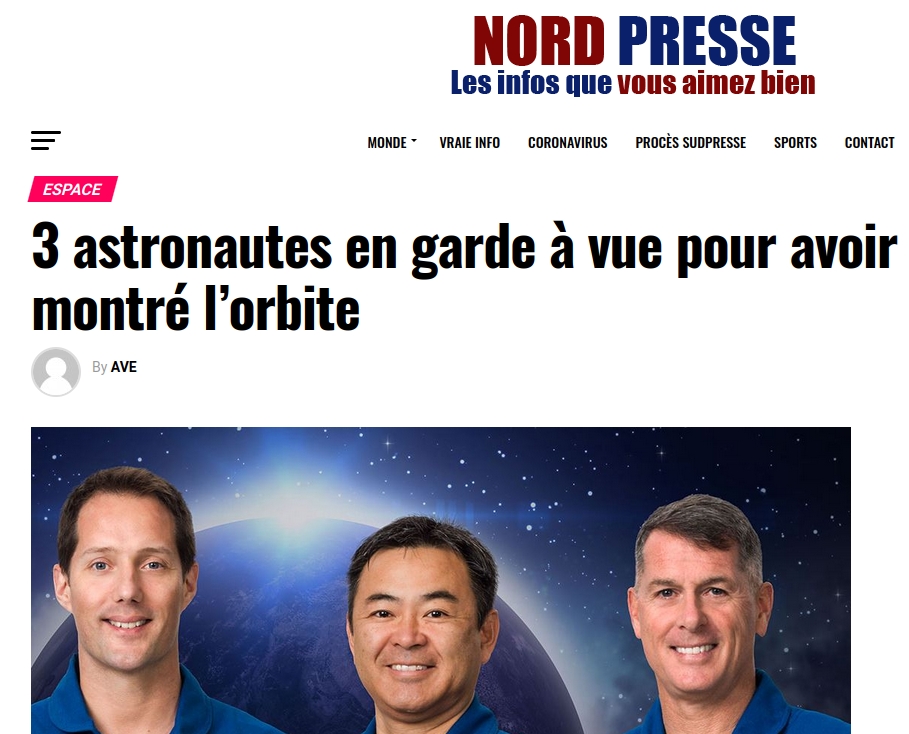 NORD PRESSE
Les infos que vous aimez bien
MONDE VRAIE INFO CORONAVIRUS PROCÈS SUDPRESSE SPORTS CONTACT
ESPACE
3 astronautes en garde à vue pour avoir
montré l’orbite
By AVE